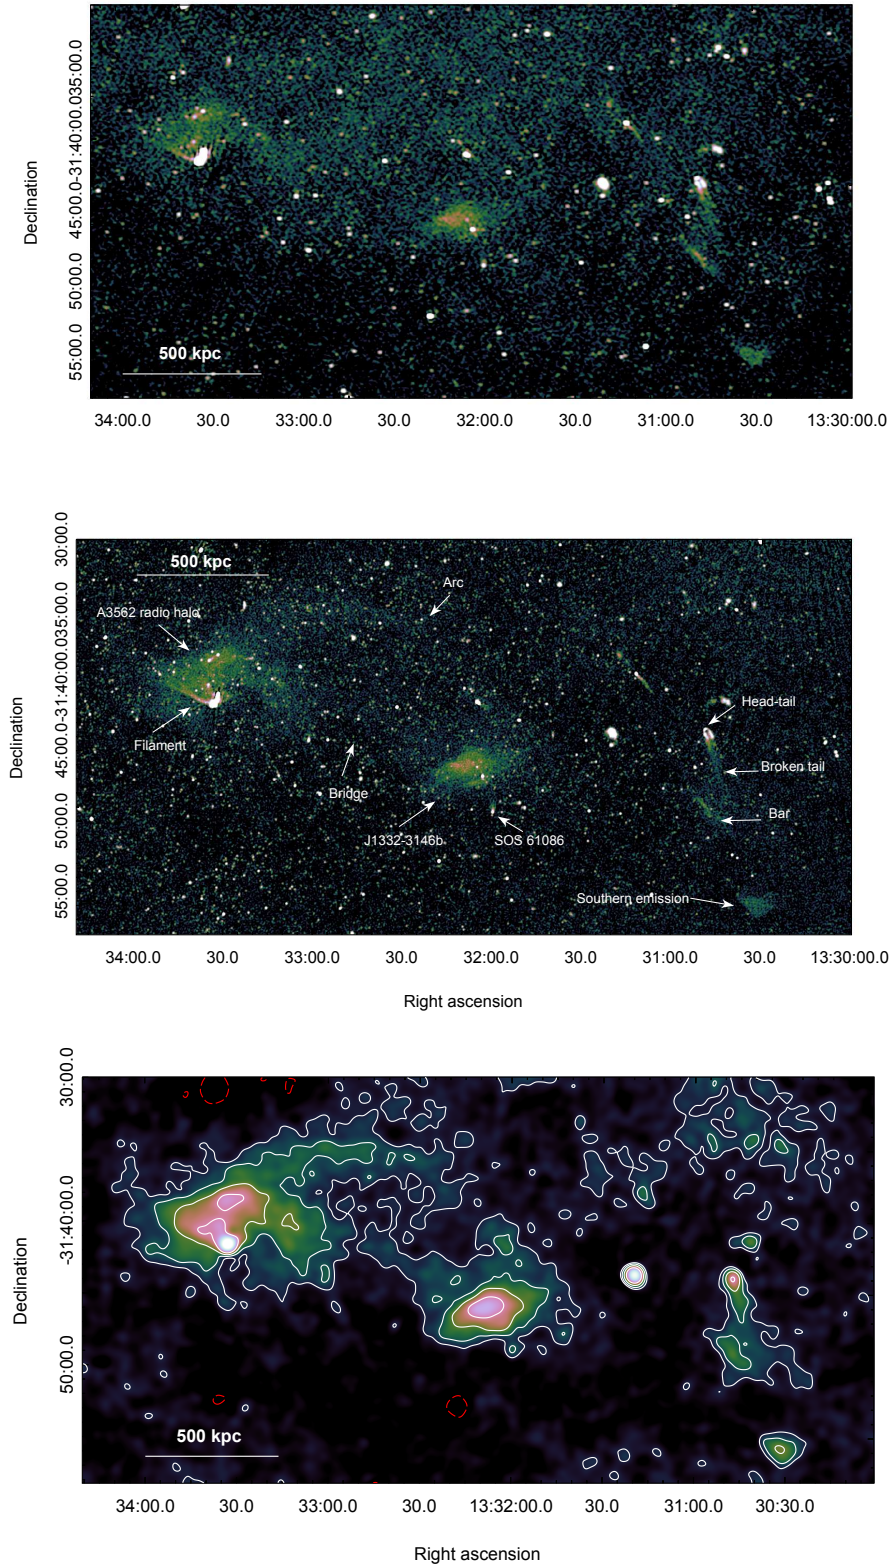 Declination
-31:40:00.035:00.0
45:00.0
50:00.0
55:00.0
500 kpc
34:00.0 30.0 33:00.0 30.0 32:00.0 30.0 31:00.0 30.0 13:30:00.0
30:00.0
-31:40:00.035:00.0
45:00.0
50:00.0
55:00.0
Declination
500 kpc
Arc
A3562 radio halo
Head-tail
Filament
Broken tail
Bridge
Bar
J1332-3146b
SOS 61086
Southern emission
34:00.0 30.0 33:00.0 30.0 32:00.0 30.0 31:00.0 30.0 13:30:00.0
Right ascension
30:00.0
-31:40:00.0
50:00.0
Declination
500 kpc
34:00.0 30.0 33:00.0 30.0 13:32:00.0 30.0 31:00.0 30:30.0
Right ascension